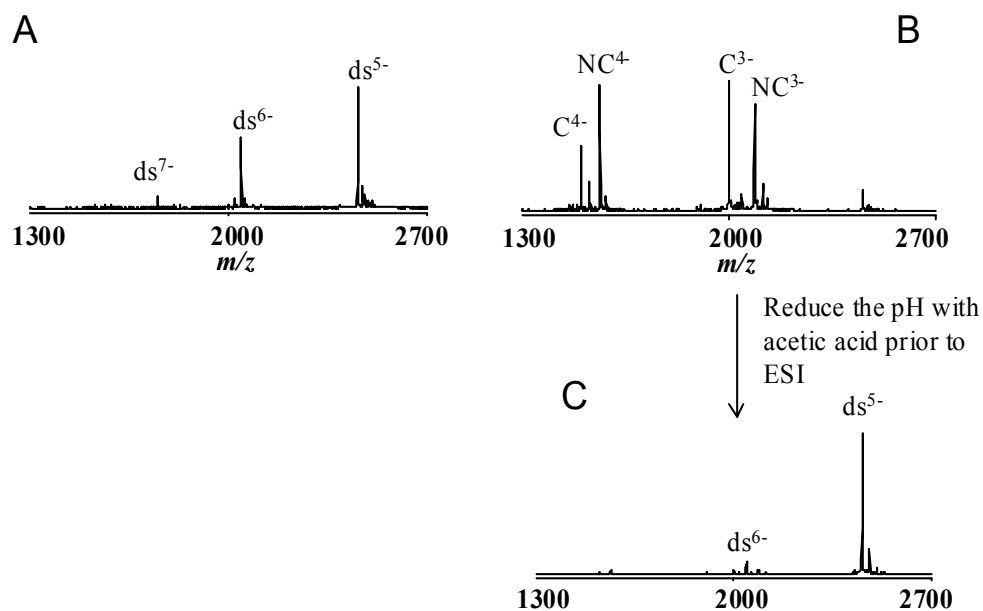 A
ds7-
ds6-
ds5-
1300 2000 2700
m/z
B
C4-
NC4-
C3-
NC3-
1300 2000 2700
m/z
Reduce the pH with
acetic acid prior to
ESI
C
ds6-
ds5-
1300 2000 2700